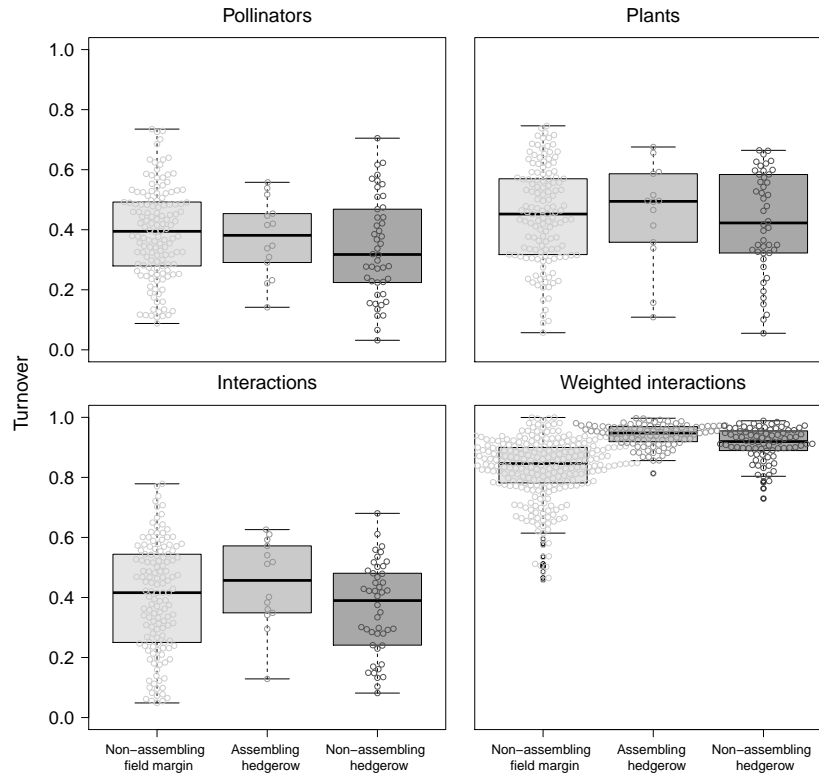 Pollinators
Plants
1.0
0.8
0.6
0.4
0.2
0.0
Turnover
Interactions
Weighted interactions
1.0
0.8
0.6
0.4
0.2
0.0
Non-assembling
field margin
Assembling
hedgerow
Non-assembling
hedgerow
Non-assembling
field margin
Assembling
hedgerow
Non-assembling
hedgerow